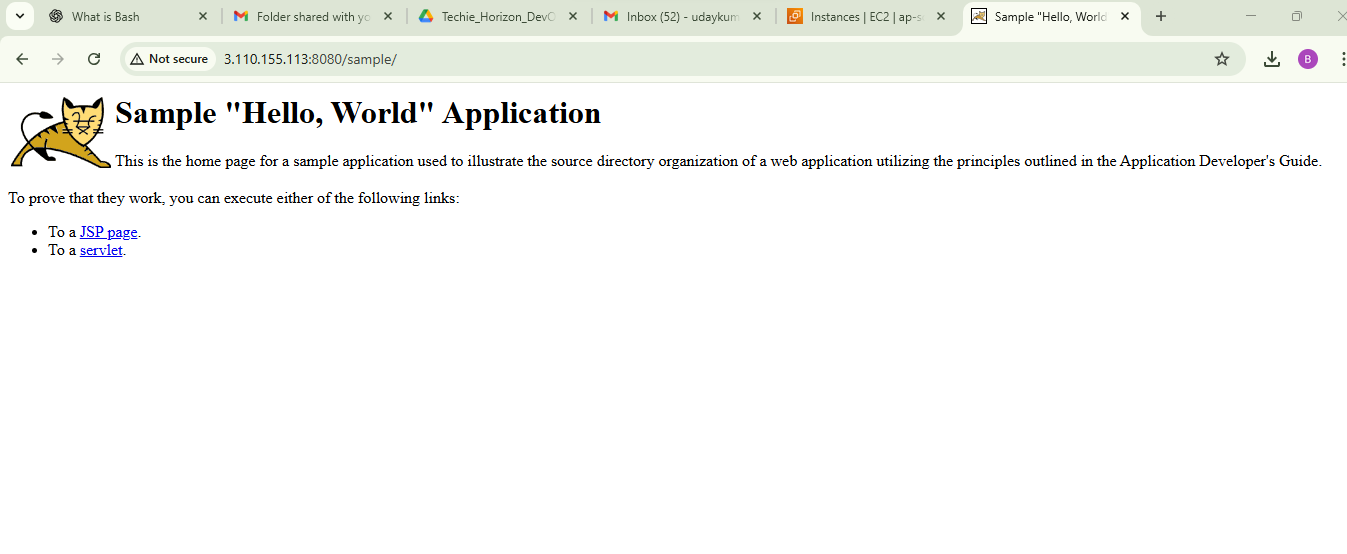 What is Bash
Folder shared with yo
Techie_Horizon_DevO
Inbox (52) - udaykum
Instances | EC2 | ap-s
Sample "Hello, World
Not secure
3.110.155.113:8080/sample/
B
Sample "Hello, World" Application
This is the home page for a sample application used to illustrate the source directory organization of a web application utilizing the principles outlined in the Application Developer's Guide.
To prove that they work, you can execute either of the following links:
• To a JSP page.
• To a servlet.